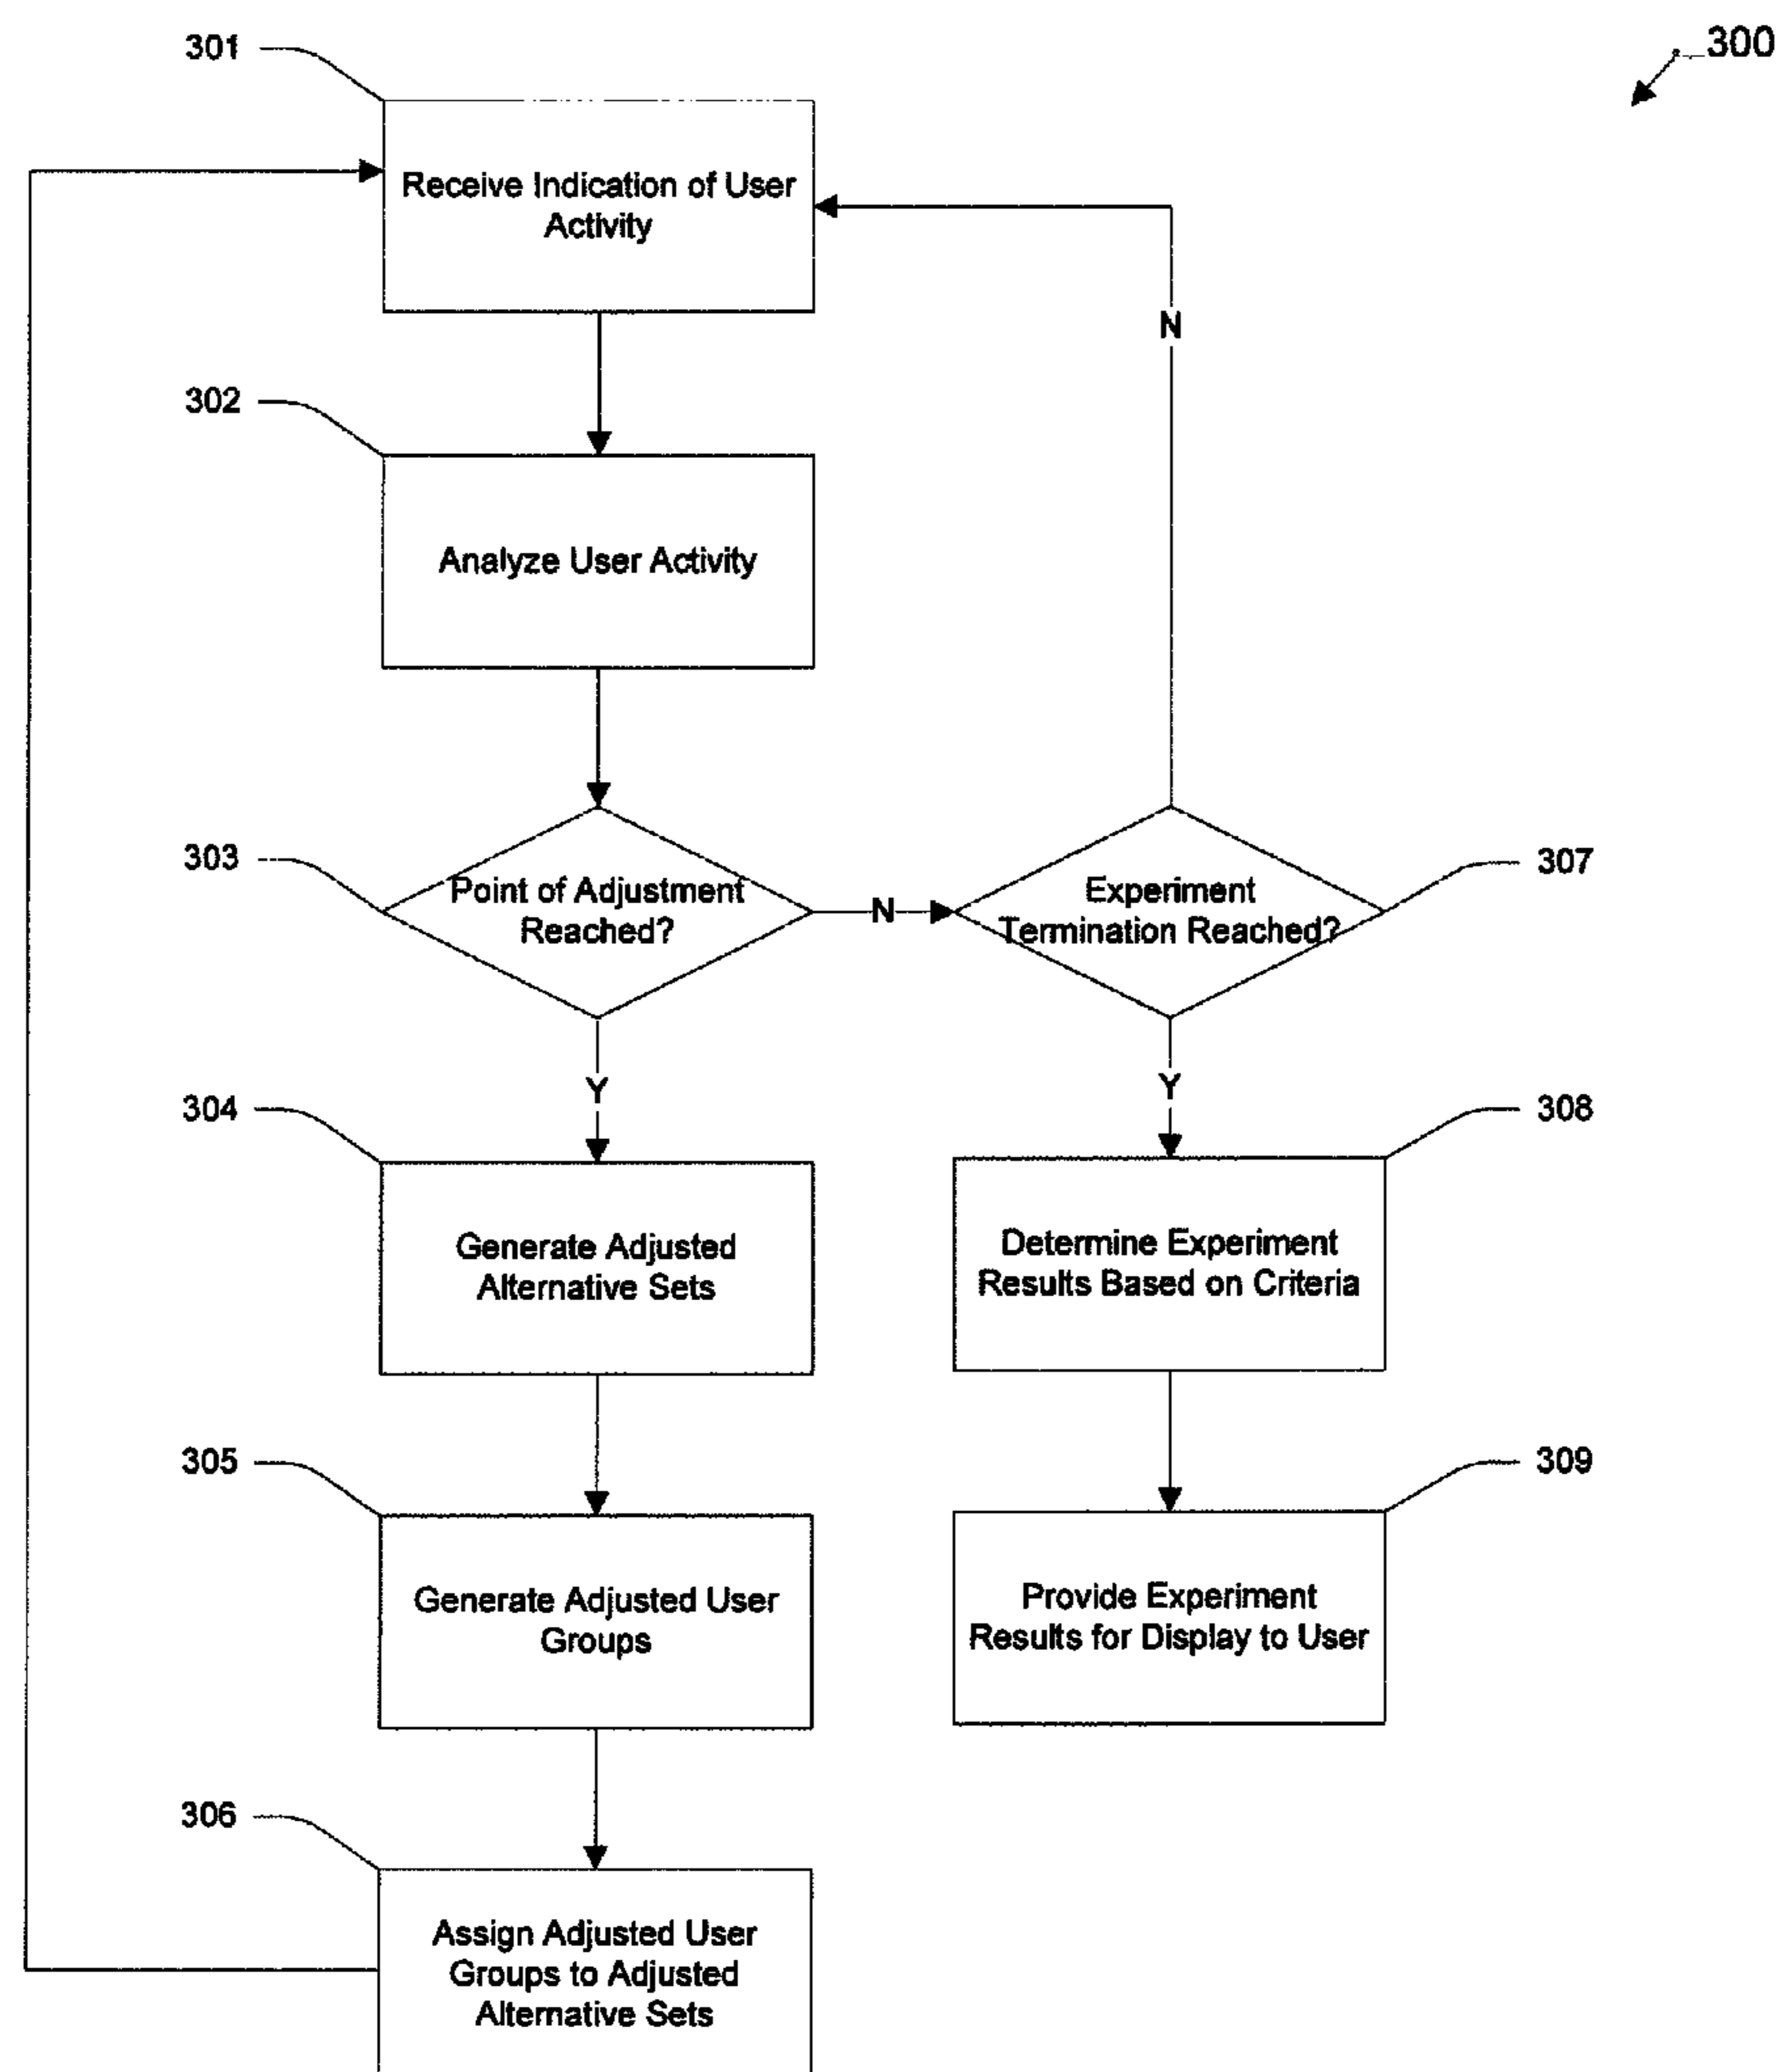 300
301
Receive Indication of User
Activity
N
302
Analyze User Activity
303
Point of Adjustment
Reached?
N
Experiment
Termination Reached?
307
Y
Y
304
Generate Adjusted
Alternative Sets
308
Determine Experiment
Results Based on Criteria
305
Generate Adjusted User
Groups
309
Provide Experiment
Results for Display to User
306
Assign Adjusted User
Groups to Adjusted
Alternative Sets